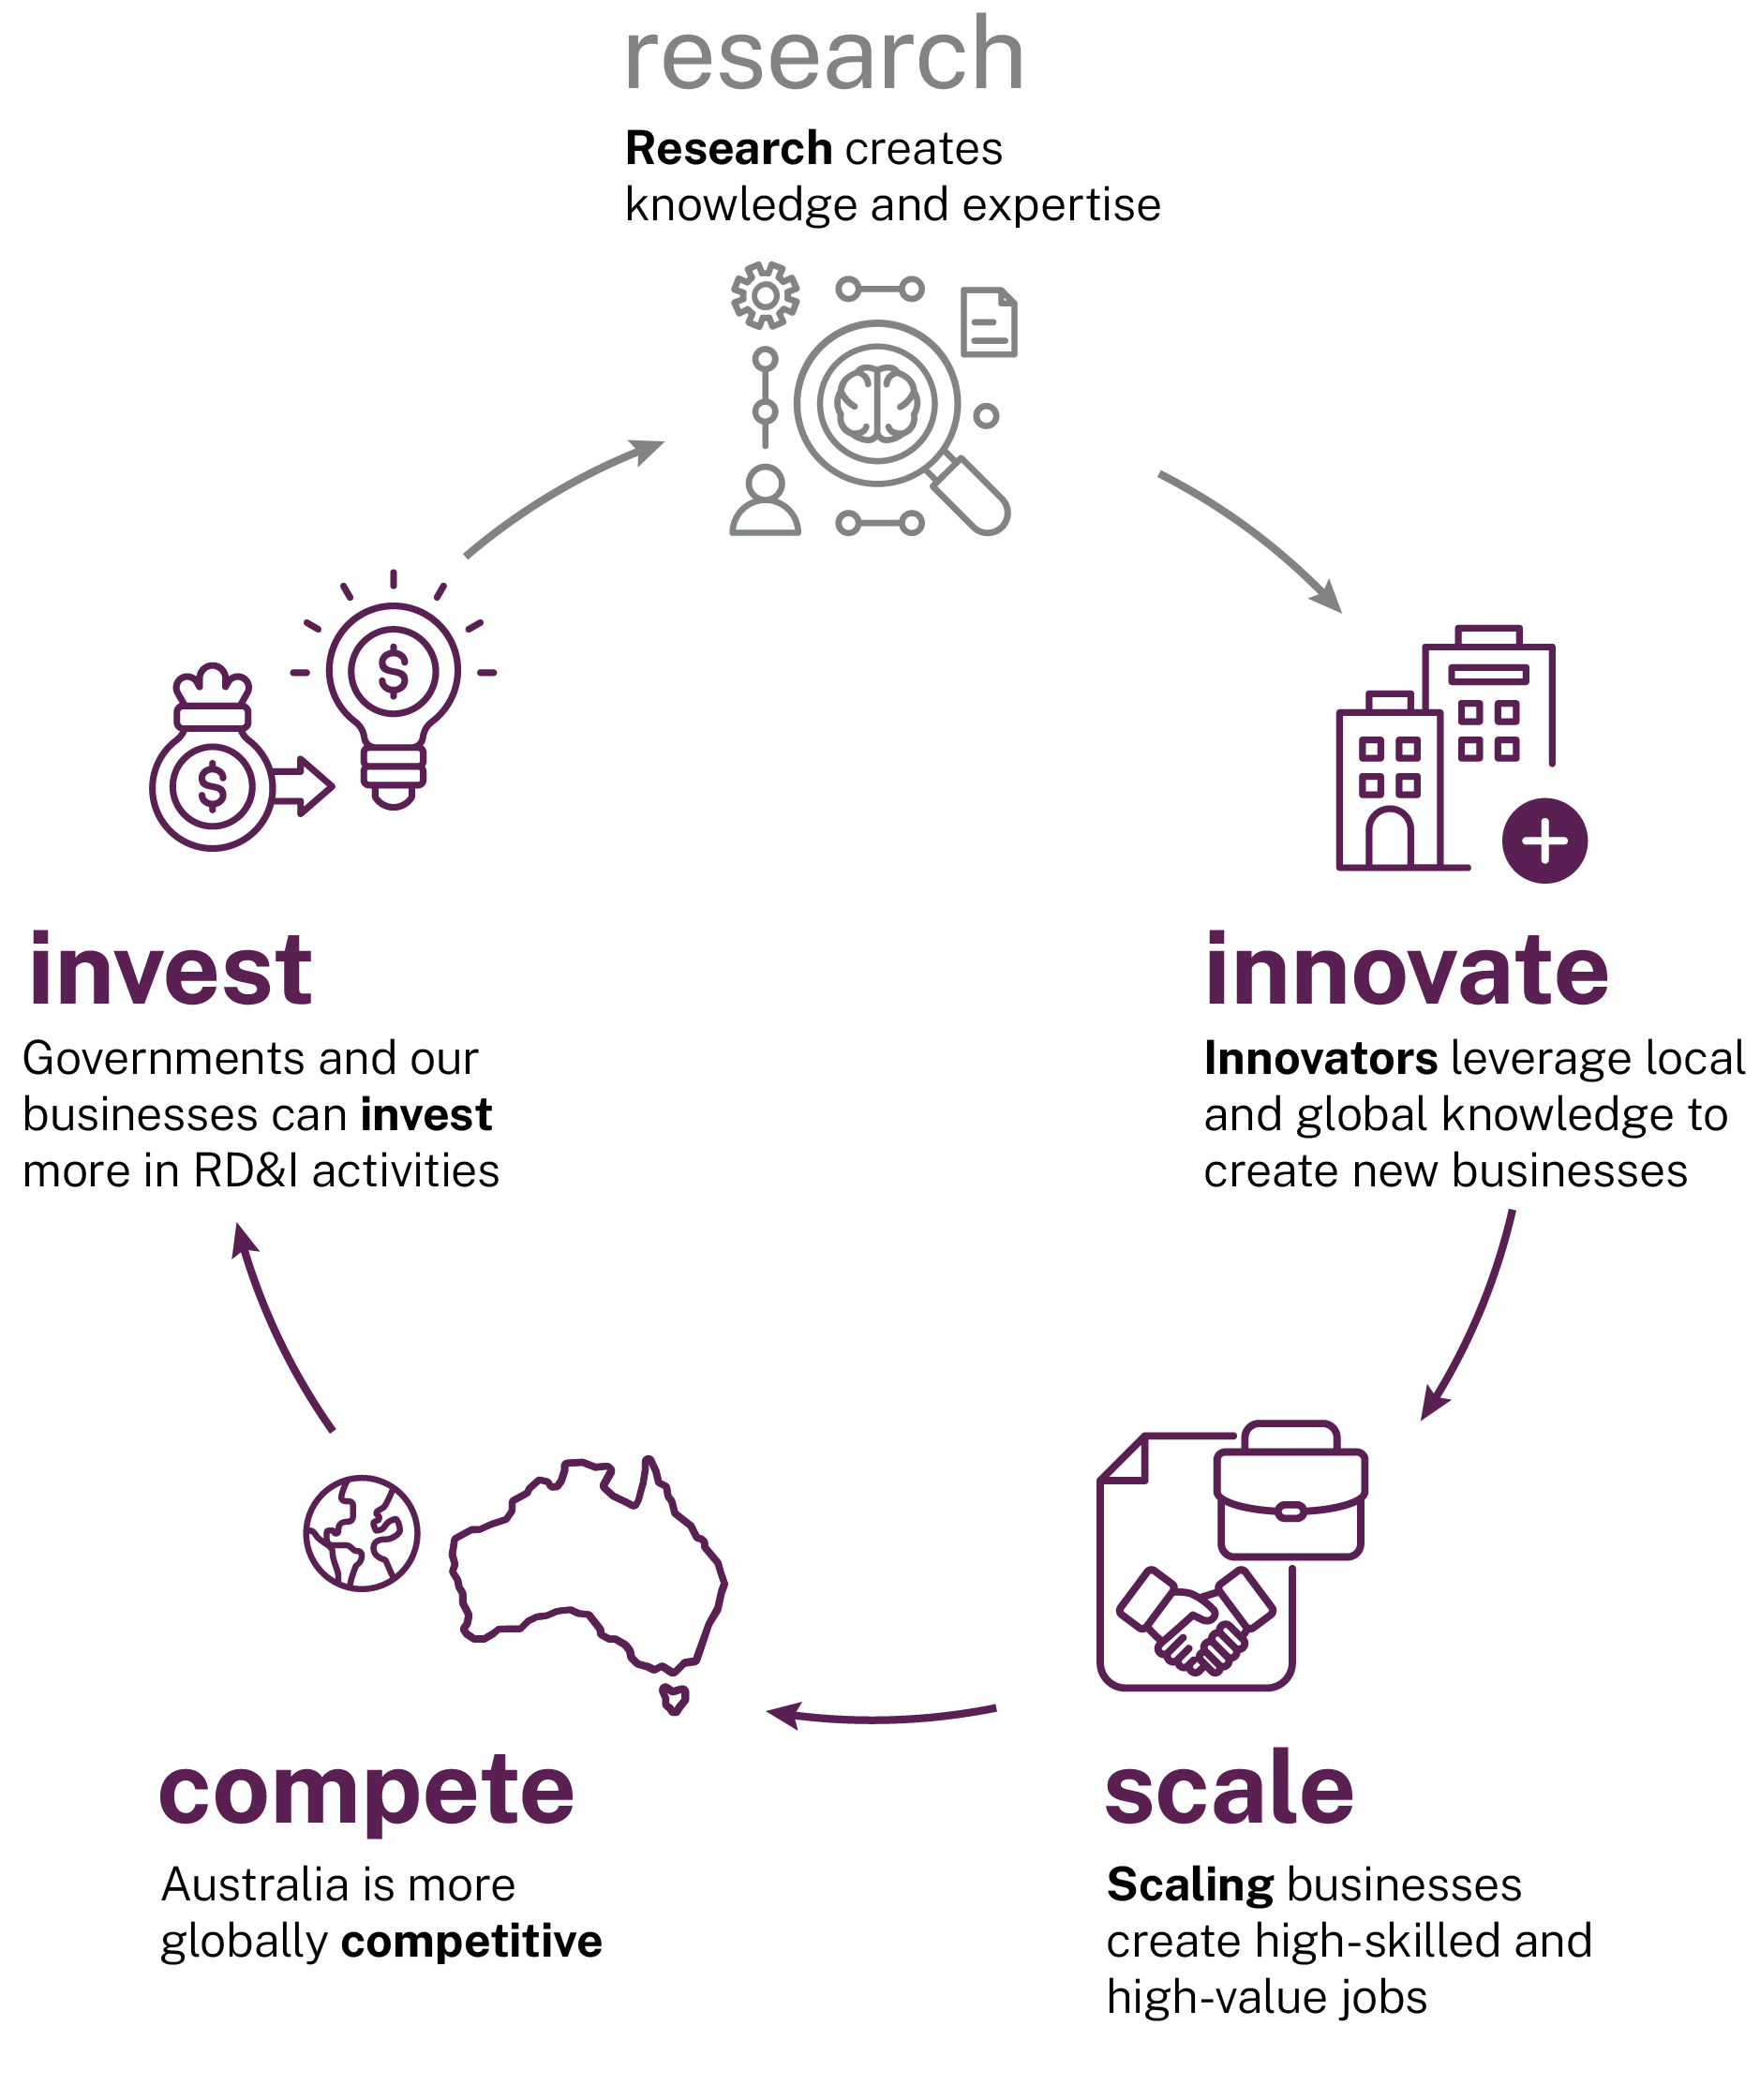 research
Research creates
knowledge and expertise
innovate
Innovators leverage local
and global knowledge to
create new businesses
scale
Scaling businesses
create high-skilled and
high-value jobs
compete
Australia is more
globally competitive
invest
Governments and our
businesses can invest
more in RD&I activities
$
$